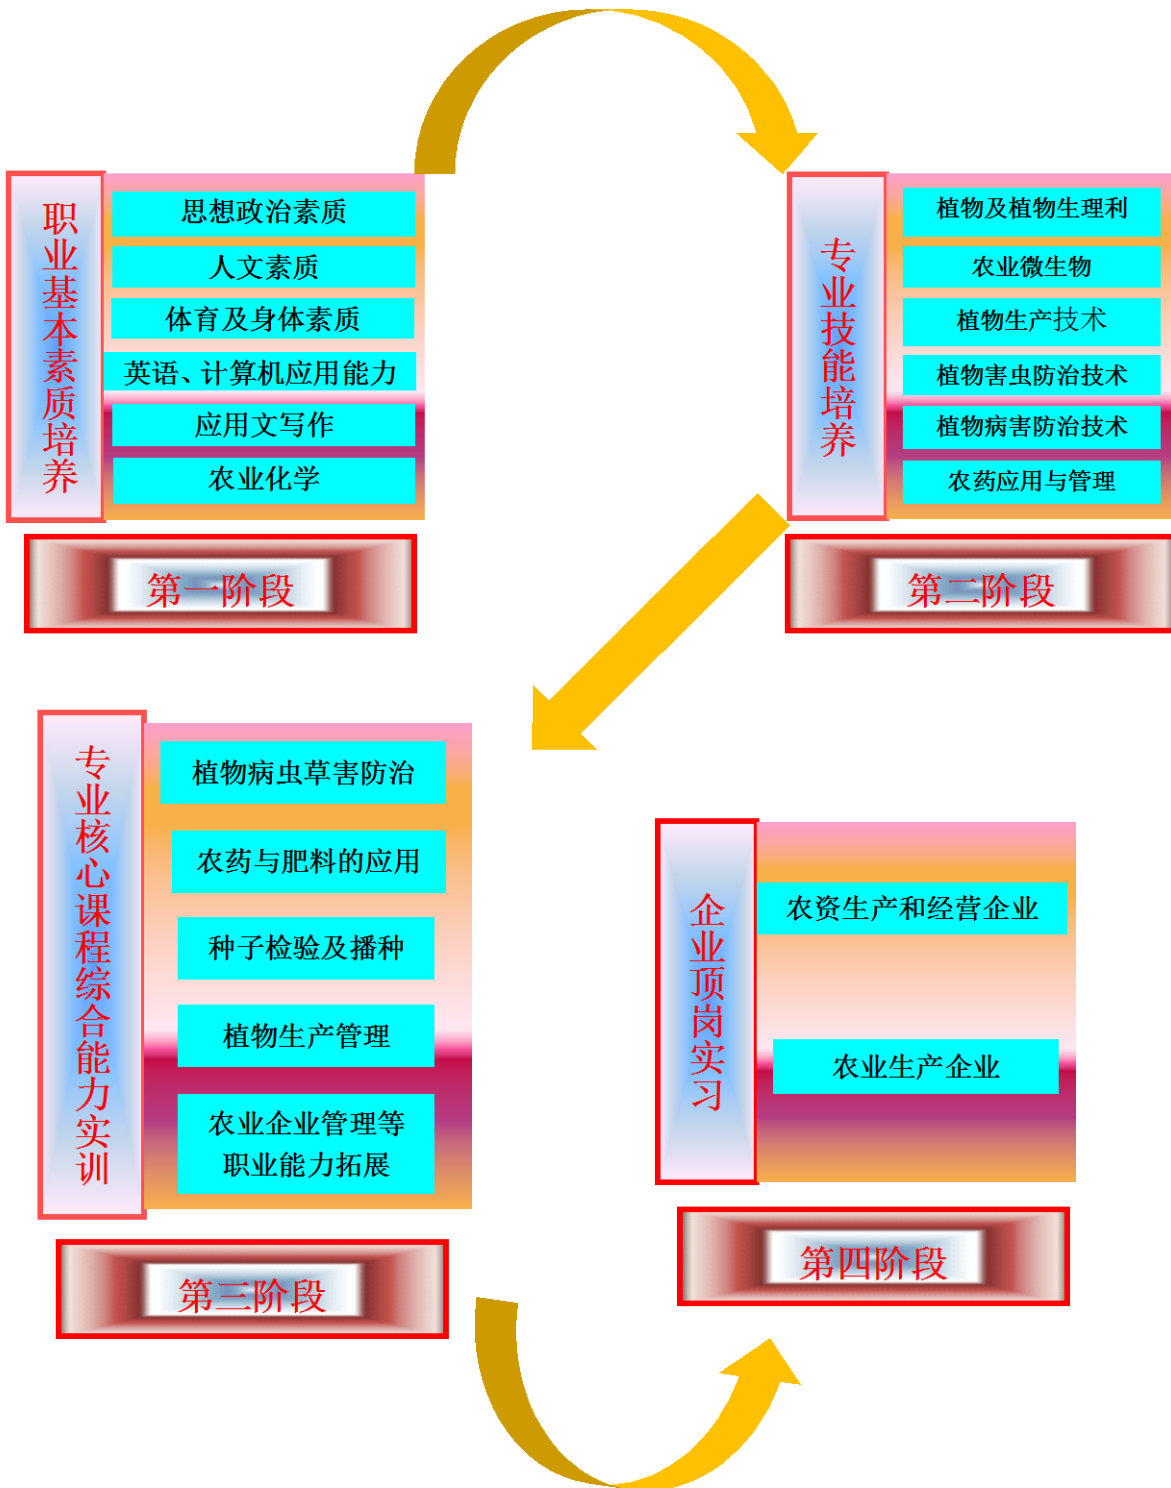 职业基本素质培养
思想政治素质
人文素质
体育及身体素质
英语、计算机应用能力
应用文写作
农业化学
第一阶段
专业技能培养
植物及植物生理利
农业微生物
植物生产技术
植物害虫防治技术
植物病害防治技术
农药应用与管理
第二阶段
专业核心课程综合能力实训
植物病虫草害防治
农药与肥料的应用
种子检验及播种
植物生产管理
农业企业管理等
职业能力拓展
第三阶段
企业顶岗实习
农资生产和经营企业
农业生产企业
第四阶段